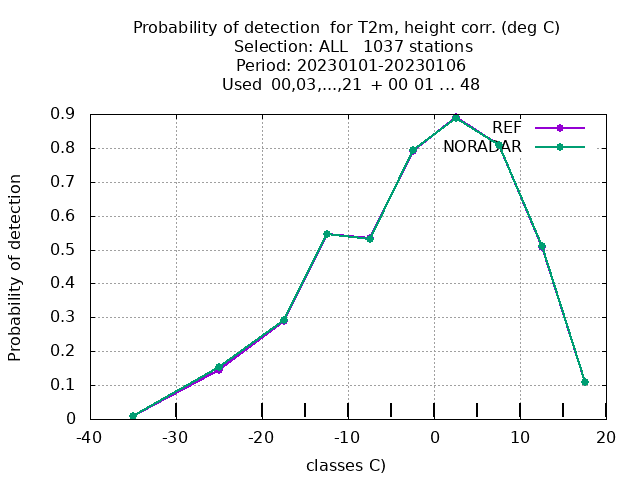 Probability of detection  for T2m, height corr. (deg C)
Selection: ALL   1037 stations
Period: 20230101-20230106
Used  00,03,...,21  + 00 01 ... 48
REF
NORADAR
Probability of detection
0.9
0.8
0.7
0.6
0.5
0.4
0.3
0.2
0.1
0
-40 -30 -20 -10 0 10 20
classes C)